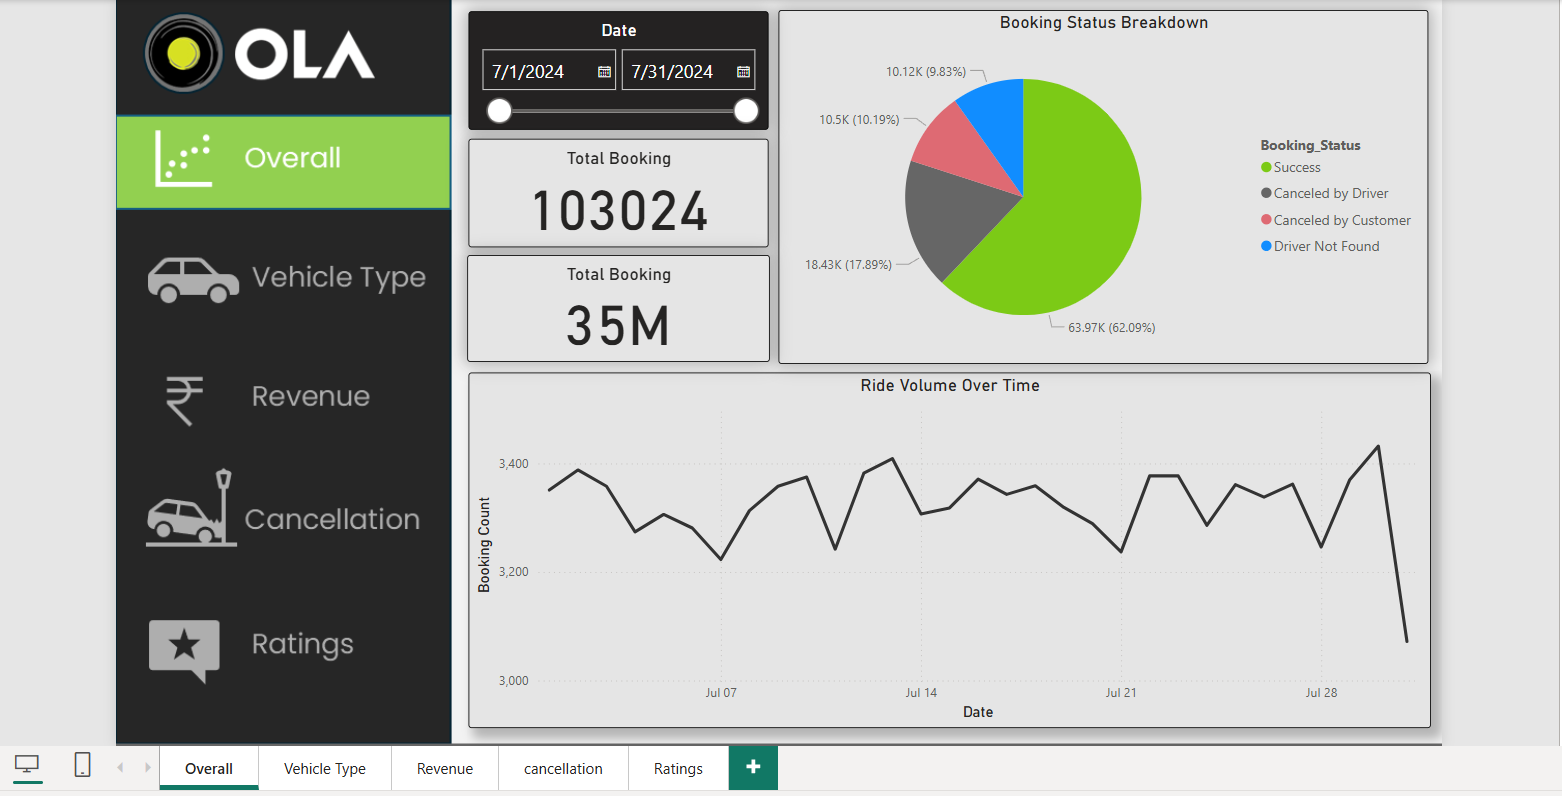 OLA
Overall
Vehicle Type
Revenue
Cancellation
Ratings
Date
7/1/2024
7/31/2024
Total Booking
103024
Total Booking
35M
Booking Status Breakdown
10.12K (9.83%)
10.5K (10.19%)
18.43K (17.89%)
63.97K (62.09%)
Booking_Status
Success
Canceled by Driver
Canceled by Customer
Driver Not Found
Ride Volume Over Time
Booking Count
3,400
3,200
3,000
Jul 07
Jul 14
Jul 21
Jul 28
Date
Overall
Vehicle Type
Revenue
cancellation
Ratings